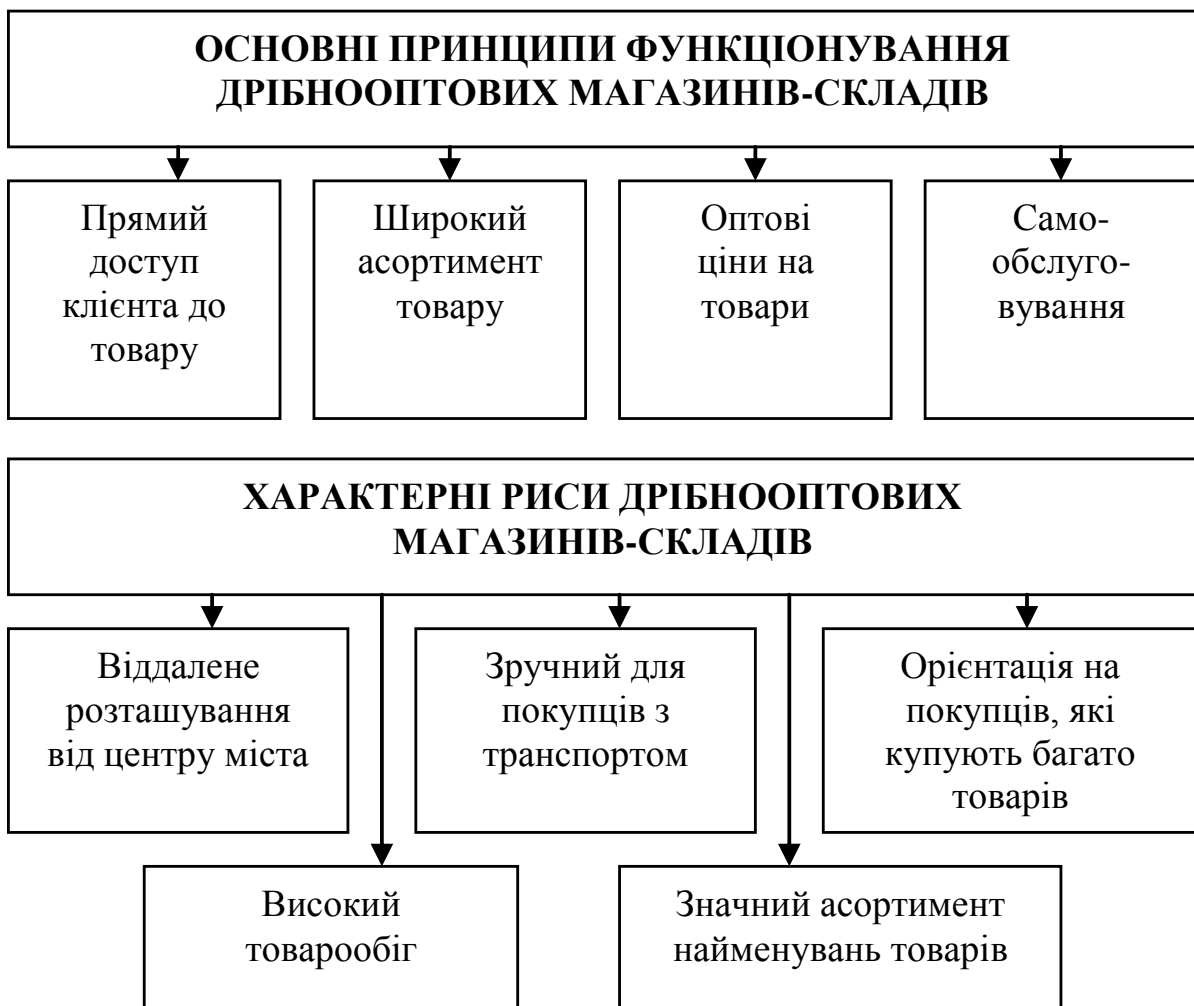 ОСНОВНІ ПРИНЦИПИ ФУНКЦІОНУВАННЯ
ДРІБНООПТОВИХ МАГАЗИНІВ-СКЛАДІВ
Прямий
доступ
клієнта до
товару
Широкий
асортимент
товару
Оптові
ціни на
товари
Само-
обслуго-
вування
ХАРАКТЕРНІ РИСИ ДРІБНООПТОВИХ
МАГАЗИНІВ-СКЛАДІВ
Віддалене
розташування
від центру міста
Зручний для
покупців з
транспортом
Орієнтація на
покупців, які
купують багато
товарів
Високий
товарообіг
Значний асортимент
найменувань товарів